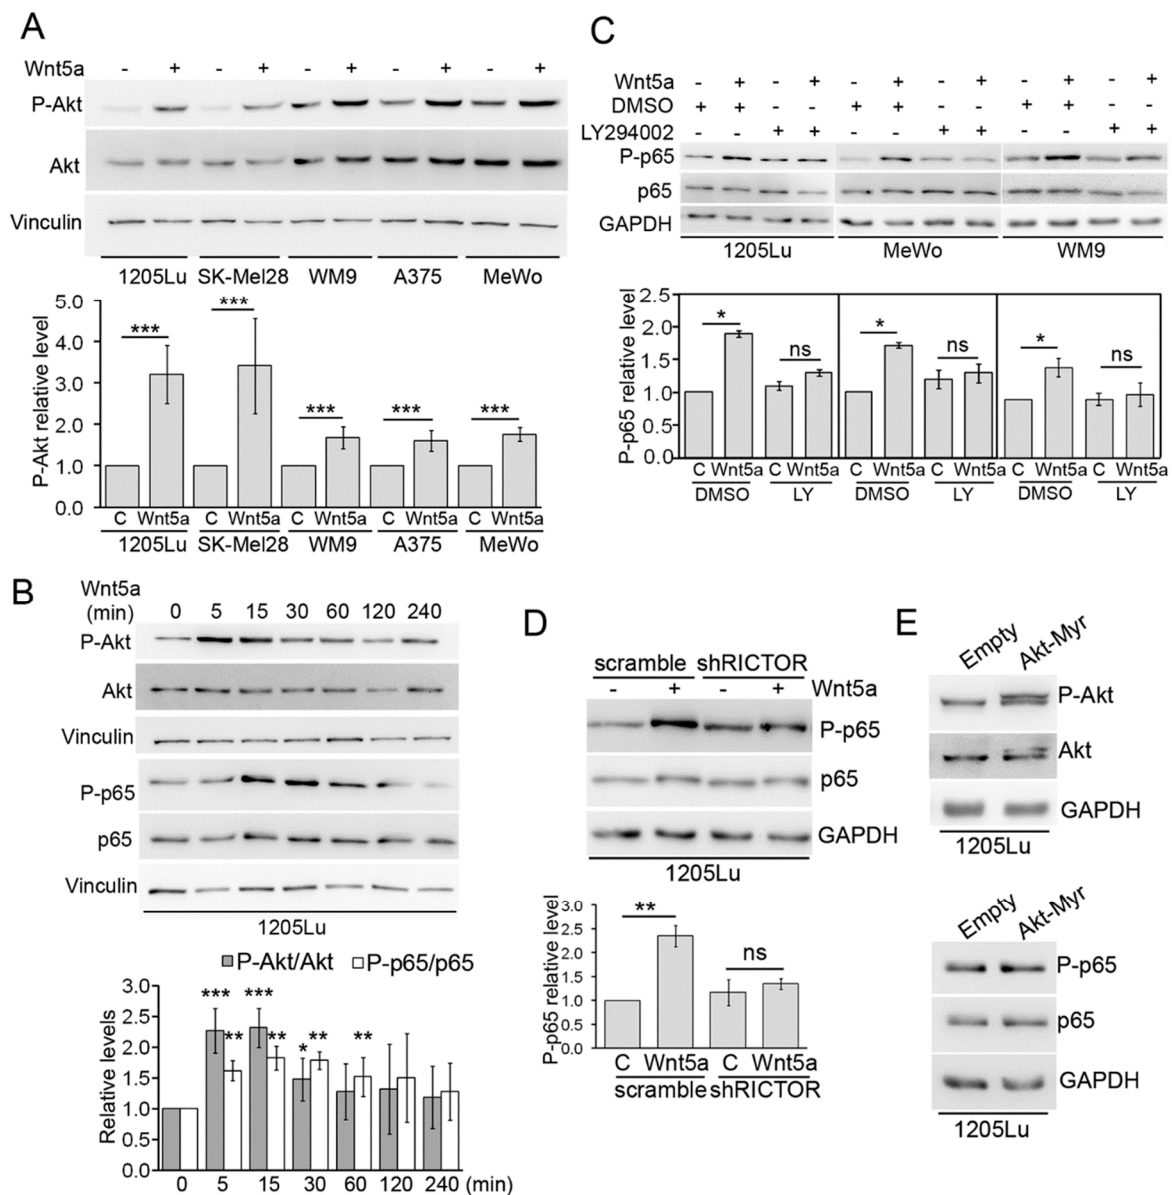 A
Wnt5a - + - + - + - + - +
P-Akt
Akt
Vinculin
1205Lu SK-Mel28 WM9 A375 MeWo
P-Akt relative level
5.0
4.0
3.0
2.0
1.0
0.0
*** *** *** *** ***
C Wnt5a C Wnt5a C Wnt5a C Wnt5a C Wnt5a
1205Lu SK-Mel28 WM9 A375 MeWo
B
Wnt5a
(min) 0 5 15 30 60 120 240
P-Akt
Akt
Vinculin
P-p65
p65
Vinculin
1205Lu
P-Akt/Akt P-p65/p65
Relative levels
3.0
2.5
2.0
1.5
1.0
0.5
0.0
*** ** *** ** * ** **
0 5 15 30 60 120 240 (min)
C
Wnt5a - + - + - + - + - + - +
DMSO + + - - + + - - + + - -
LY294002 - - + + - - + + - - + +
P-p65
p65
GAPDH
1205Lu MeWo WM9
P-p65 relative level
2.5
2.0
1.5
1.0
0.5
0.0
* ns * ns * ns
C Wnt5a C Wnt5a C Wnt5a C Wnt5a C Wnt5a C Wnt5a
DMSO LY DMSO LY DMSO LY
D
scramble shRICTOR
- + - + Wnt5a
P-p65
p65
GAPDH
1205Lu
P-p65 relative level
3.0
2.5
2.0
1.5
1.0
0.5
0.0
** ns
C Wnt5a C Wnt5a
scramble shRICTOR
E
Empty Akt-Myr
P-Akt
Akt
GAPDH
1205Lu
Empty Akt-Myr
P-p65
p65
GAPDH
1205Lu